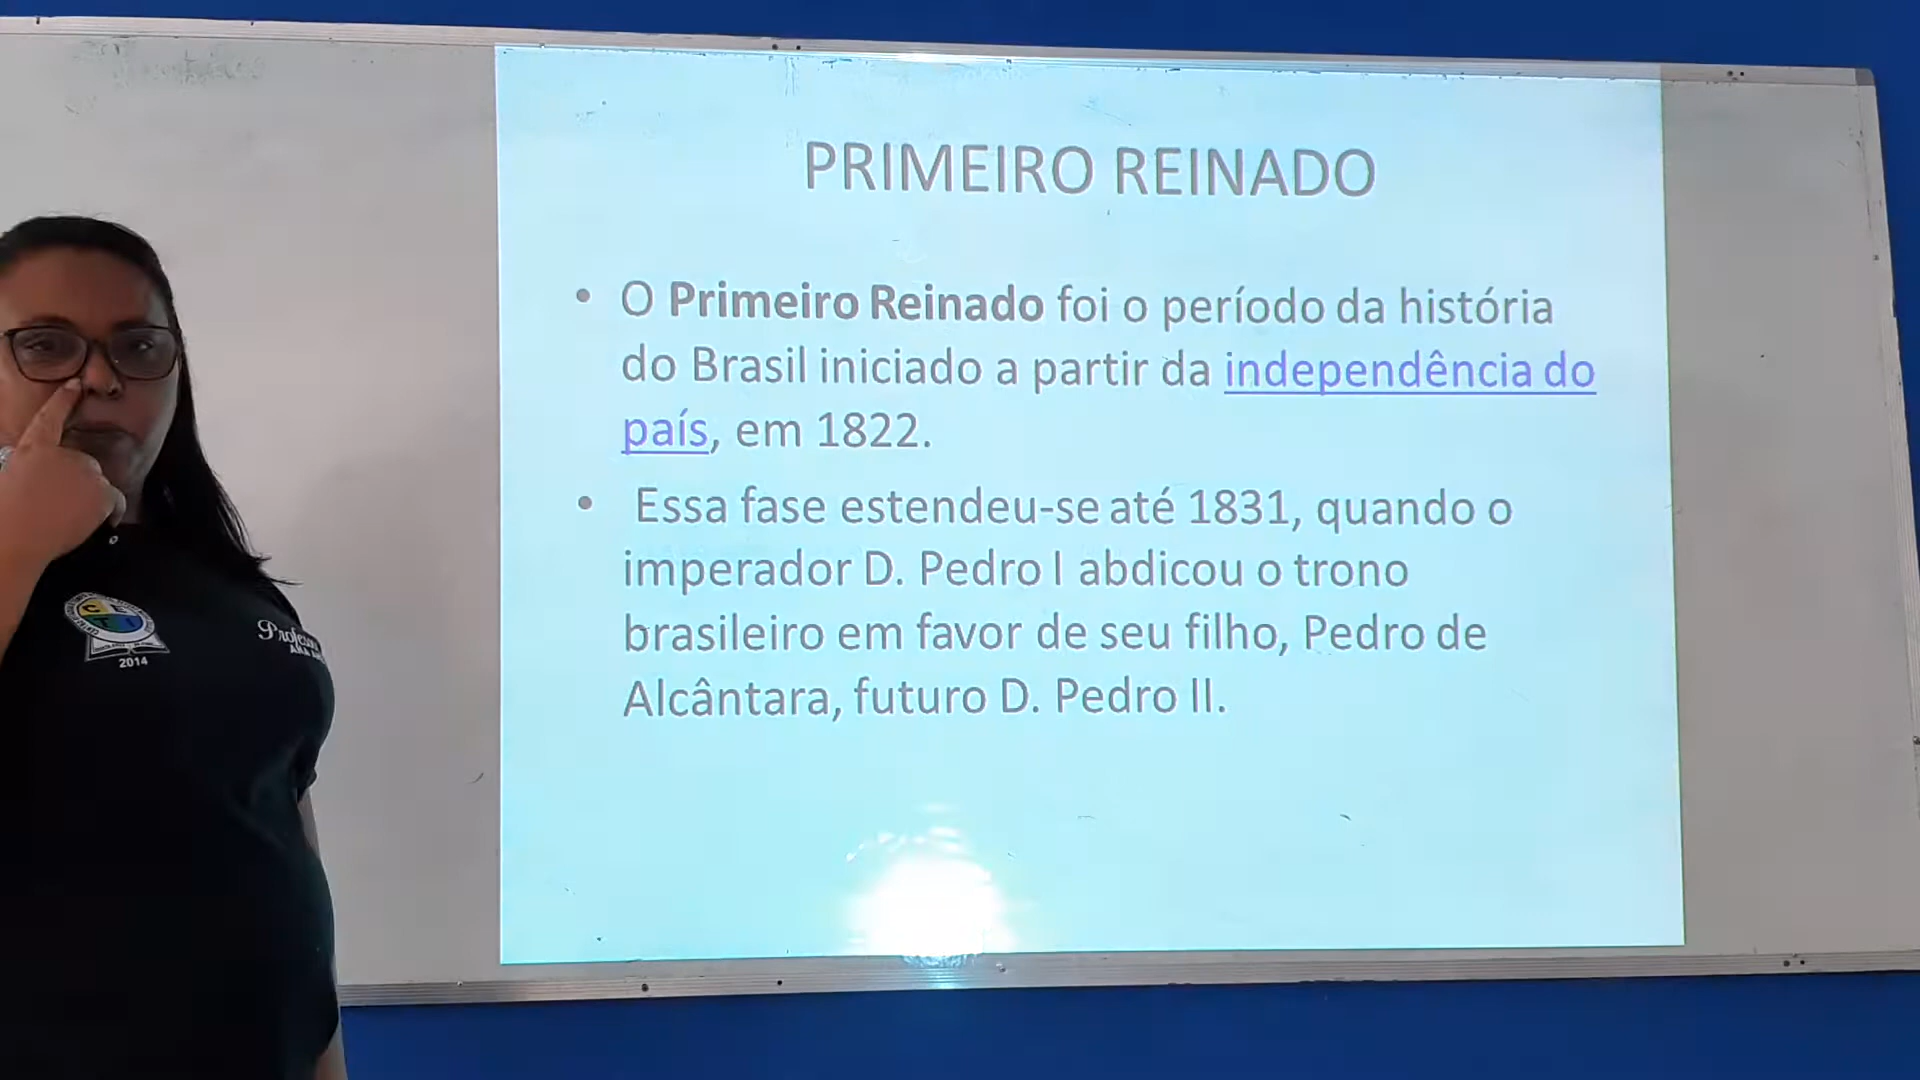 PRIMEIRO REINADO
• O Primeiro Reinado foi o período da história
do Brasil iniciado a partir da independência do
país, em 1822.
• Essa fase estendeu-se até 1831, quando o
imperador D. Pedro I abdicou o trono
brasileiro em favor de seu filho, Pedro de
Alcântara, futuro D. Pedro II.
CETI
2014